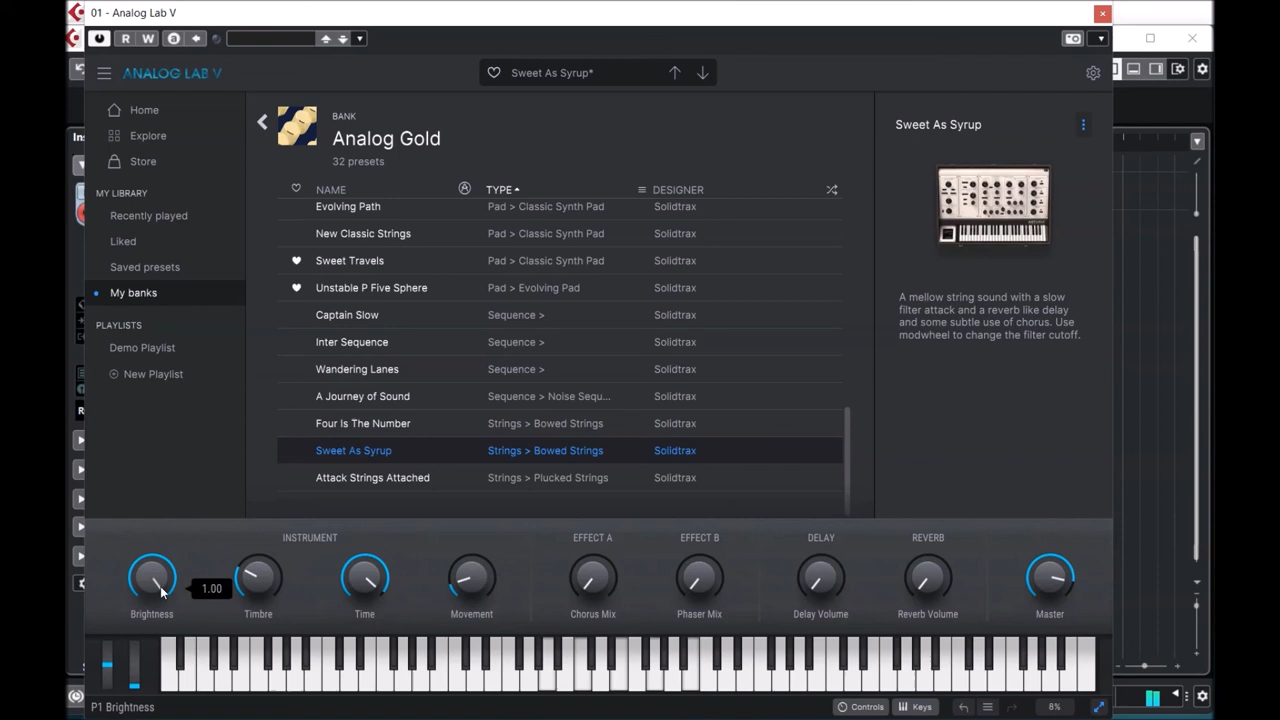 01 - Analog Lab V
R W a
ANALOG LAB V
Sweet As Syrup*
Home
Explore
Store
MY LIBRARY
Recently played
Liked
Saved presets
My banks
PLAYLISTS
Demo Playlist
New Playlist
BANK
Analog Gold
32 presets
NAME TYPE DESIGNER
Evolving Path Pad > Classic Synth Pad Solidtrax
New Classic Strings Pad > Classic Synth Pad Solidtrax
Sweet Travels Pad > Classic Synth Pad Solidtrax
Unstable P Five Sphere Pad > Evolving Pad Solidtrax
Captain Slow Sequence > Solidtrax
Inter Sequence Sequence > Solidtrax
Wandering Lanes Sequence > Solidtrax
A Journey of Sound Sequence > Noise Sequ... Solidtrax
Four Is The Number Strings > Bowed Strings Solidtrax
Sweet As Syrup Strings > Bowed Strings Solidtrax
Attack Strings Attached Strings > Plucked Strings Solidtrax
Sweet As Syrup
A mellow string sound with a slow
filter attack and a reverb like delay
and some subtle use of chorus. Use
modwheel to change the filter cutoff.
INSTRUMENT EFFECT A EFFECT B DELAY REVERB
1.00
Brightness Timbre Time Movement Chorus Mix Phaser Mix Delay Volume Reverb Volume Master
P1 Brightness
Controls Keys 8%